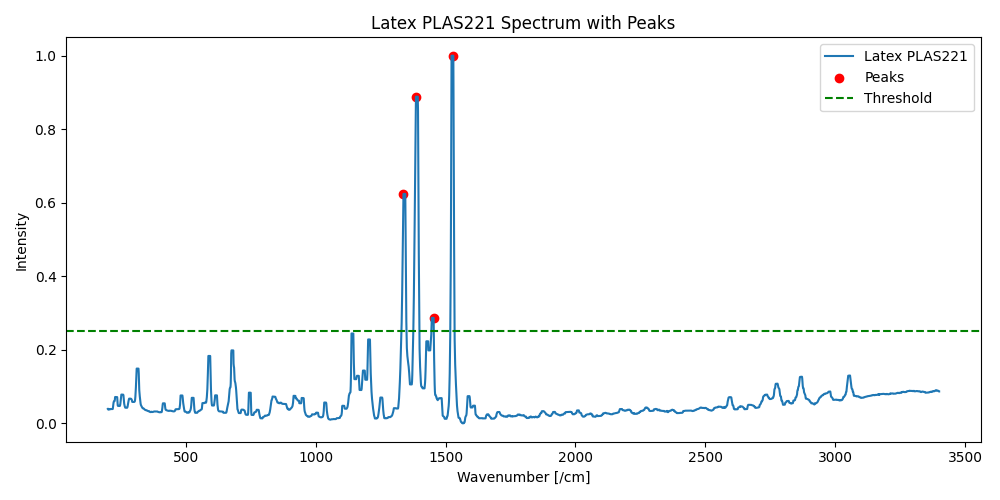 Latex PLAS221 Spectrum with Peaks
Latex PLAS221
Peaks
Threshold
Intensity
1.0
0.8
0.6
0.4
0.2
0.0
500 1000 1500 2000 2500 3000 3500
Wavenumber [/cm]